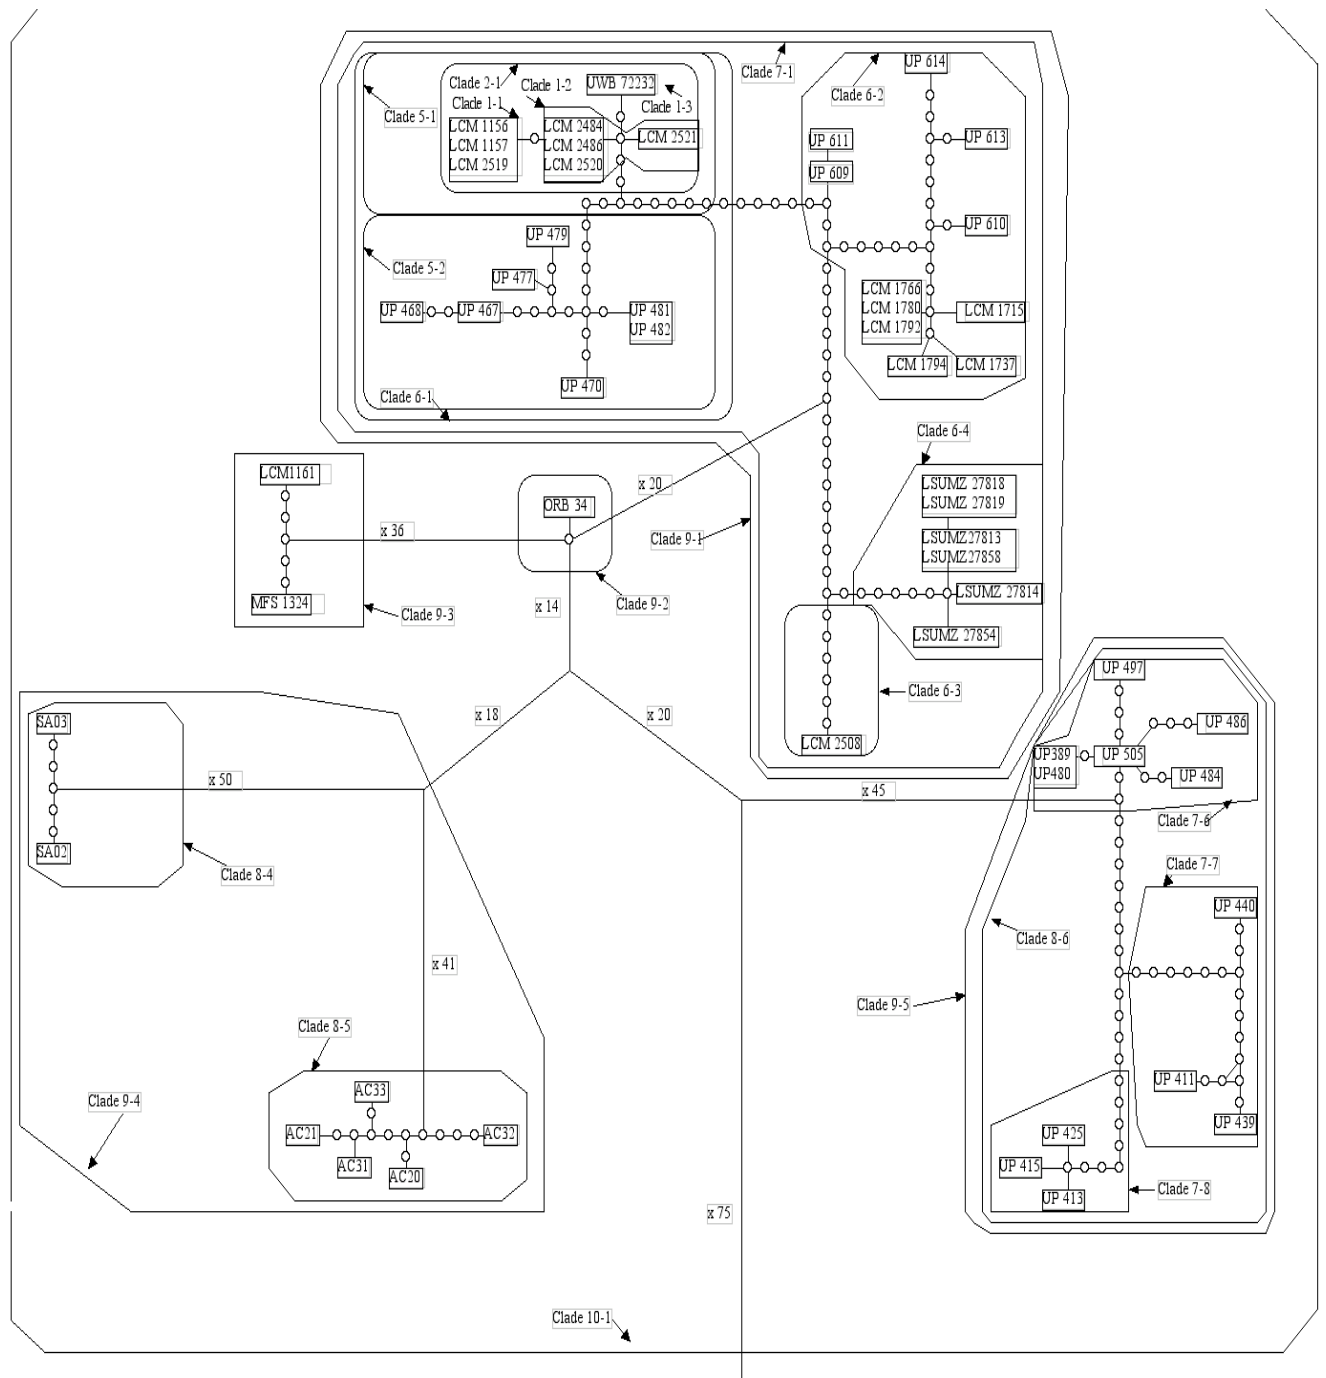 UP 614
Clade 7-1
Clade 6-2
Clade 2-1
Clade 1-2
UWB 72232
Clade 1-3
Clade 1-1
Clade 5-1
LCM 1156
LCM 1157
LCM 2519
LCM 2484
LCM 2486
LCM 2520
LCM 2521
UP 611
UP 609
UP 613
UP 610
UP 479
Clade 5-2
UP 477
UP 468
UP 467
UP 481
UP 482
LCM 1766
LCM 1780
LCM 1792
LCM 1715
LCM 1794
LCM 1737
UP 470
Clade 6-1
Clade 6-4
LCM1161
x 20
ORB 34
LSUMZ 27818
LSUMZ 27819
x 36
Clade 9-1
LSUMZ27813
LSUMZ27858
LSUMZ 27814
MFS 1324
Clade 9-3
x 14
Clade 9-2
LSUMZ 27854
Clade 6-3
UP 497
SA03
x 18
x 20
LCM 2508
UP 486
UP389
UP480
UP 505
UP 484
x 50
x 45
Clade 7-6
SA02
Clade 8-4
Clade 7-7
UP 440
Clade 8-6
x 41
Clade 9-5
Clade 8-5
UP 411
AC33
Clade 9-4
AC21
AC32
UP 425
UP 439
AC31
AC20
UP 415
UP 413
Clade 7-8
x 75
Clade 10-1